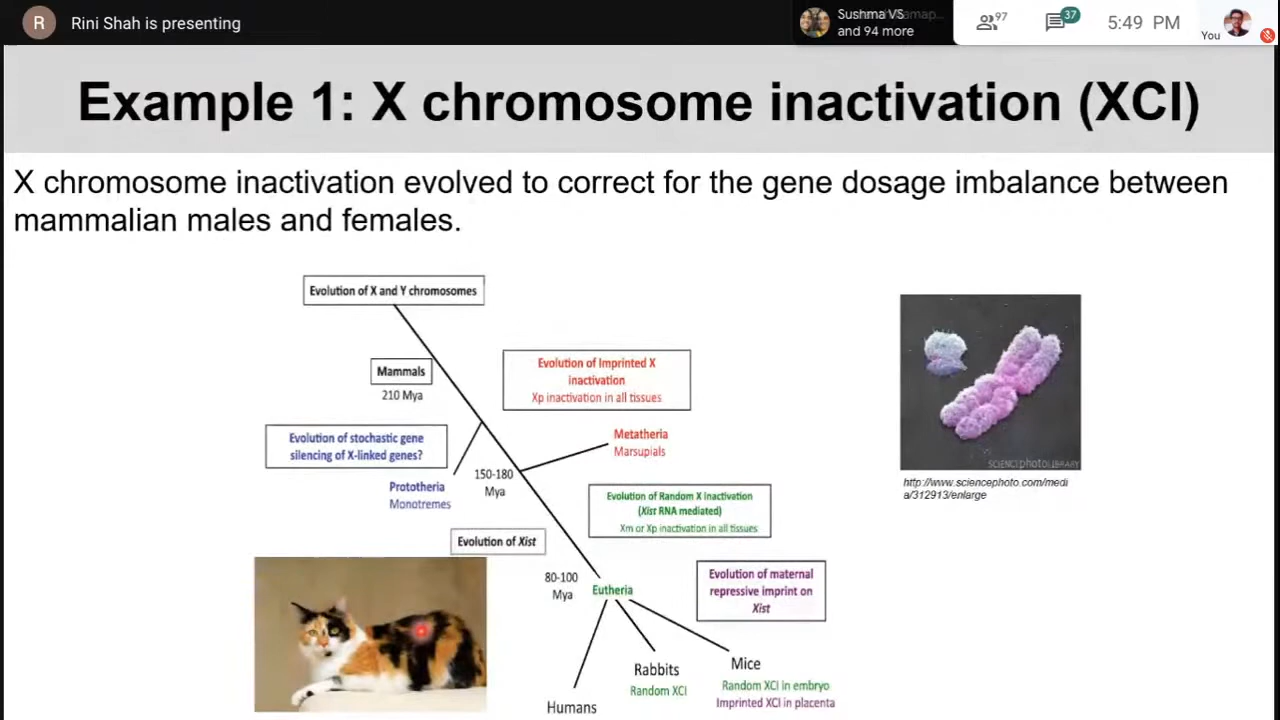 R
Rini Shah is presenting
Sushma VS
and 94 more
97
37
5:49 PM
You
Example 1: X chromosome inactivation (XCI)
X chromosome inactivation evolved to correct for the gene dosage imbalance between
mammalian males and females.
Evolution of X and Y chromosomes
Mammals
210 Mya
Evolution of Imprinted X
inactivation
Xp inactivation in all tissues
Evolution of stochastic gene
silencing of X-linked genes?
Metatheria
Marsupials
150-180
Mya
Prototheria
Monotremes
Evolution of Random X Inactivation
(Xist RNA mediated)
Xm or Xp inactivation in all tissues
Evolution of Xist
80-100
Mya
Eutheria
Evolution of maternal
repressive imprint on
Xist
Humans
Rabbits
Random XCI
Mice
Random XCI in embryo
Imprinted XCI in placenta
SCIENCEphotoLIBRARY
http://www.sciencephoto.com/medi
a/312913/enlarge